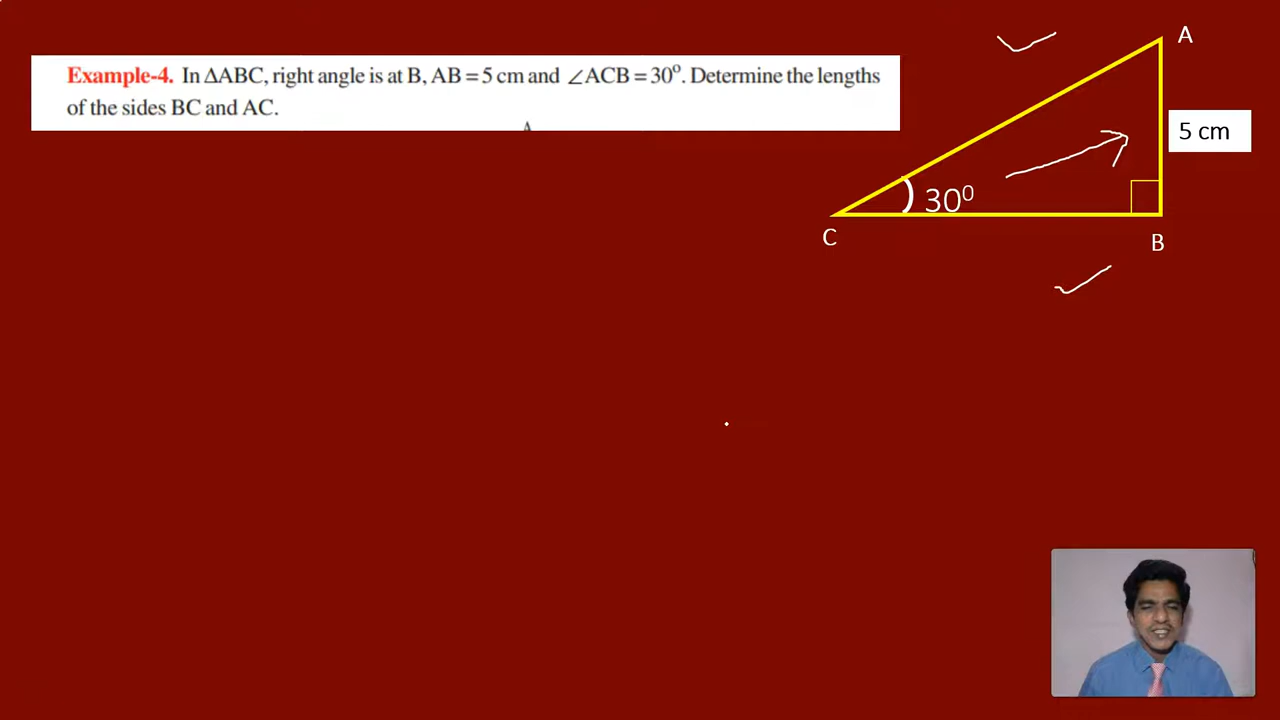 Example-4. In ΔABC, right angle is at B, AB = 5 cm and ∠ACB = 30°. Determine the lengths
of the sides BC and AC.
A
A
5 cm
30⁰
C
B